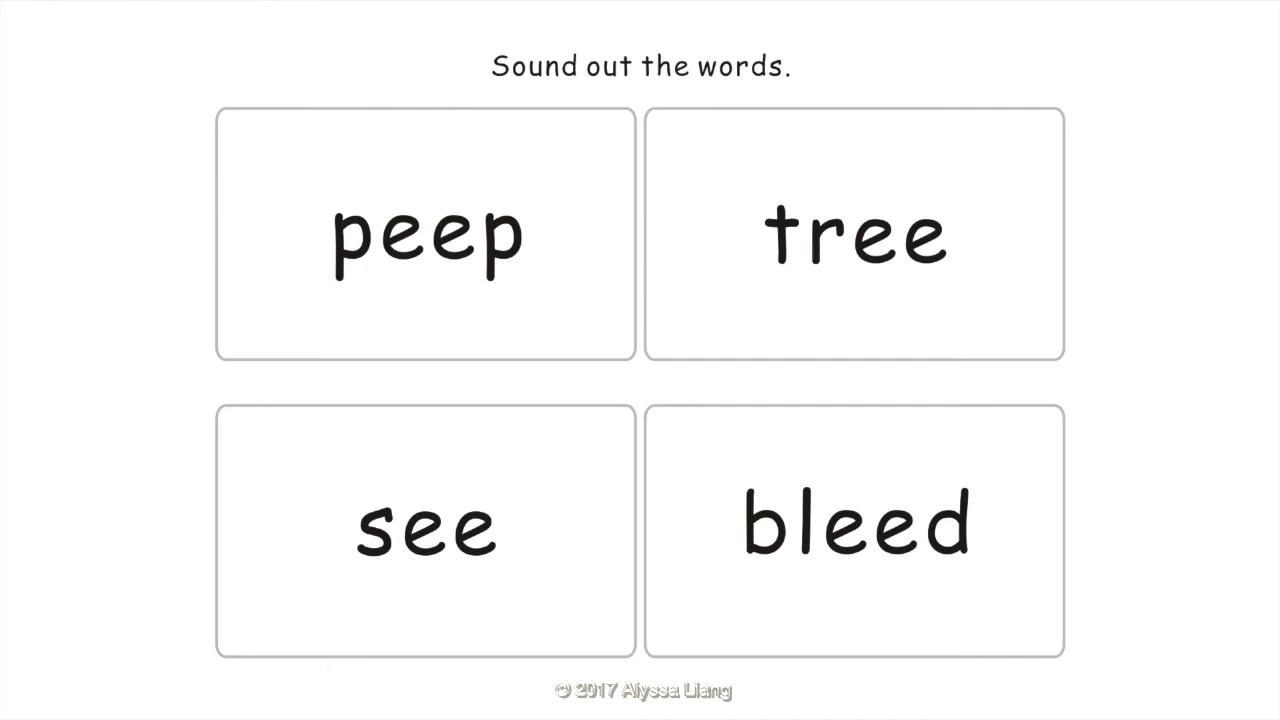 Sound out the words.
peep
tree
see
bleed
© 2017 Alyssa Liang